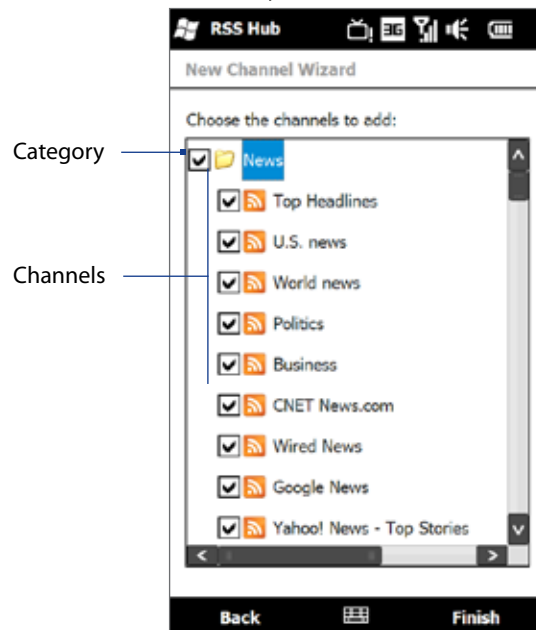 RSS Hub
3G
New Channel Wizard
Choose the channels to add:
Category
News
Top Headlines
U.S. news
Channels
World news
Politics
Business
CNET News.com
Wired News
Google News
Yahoo! News - Top Stories
Back
Finish